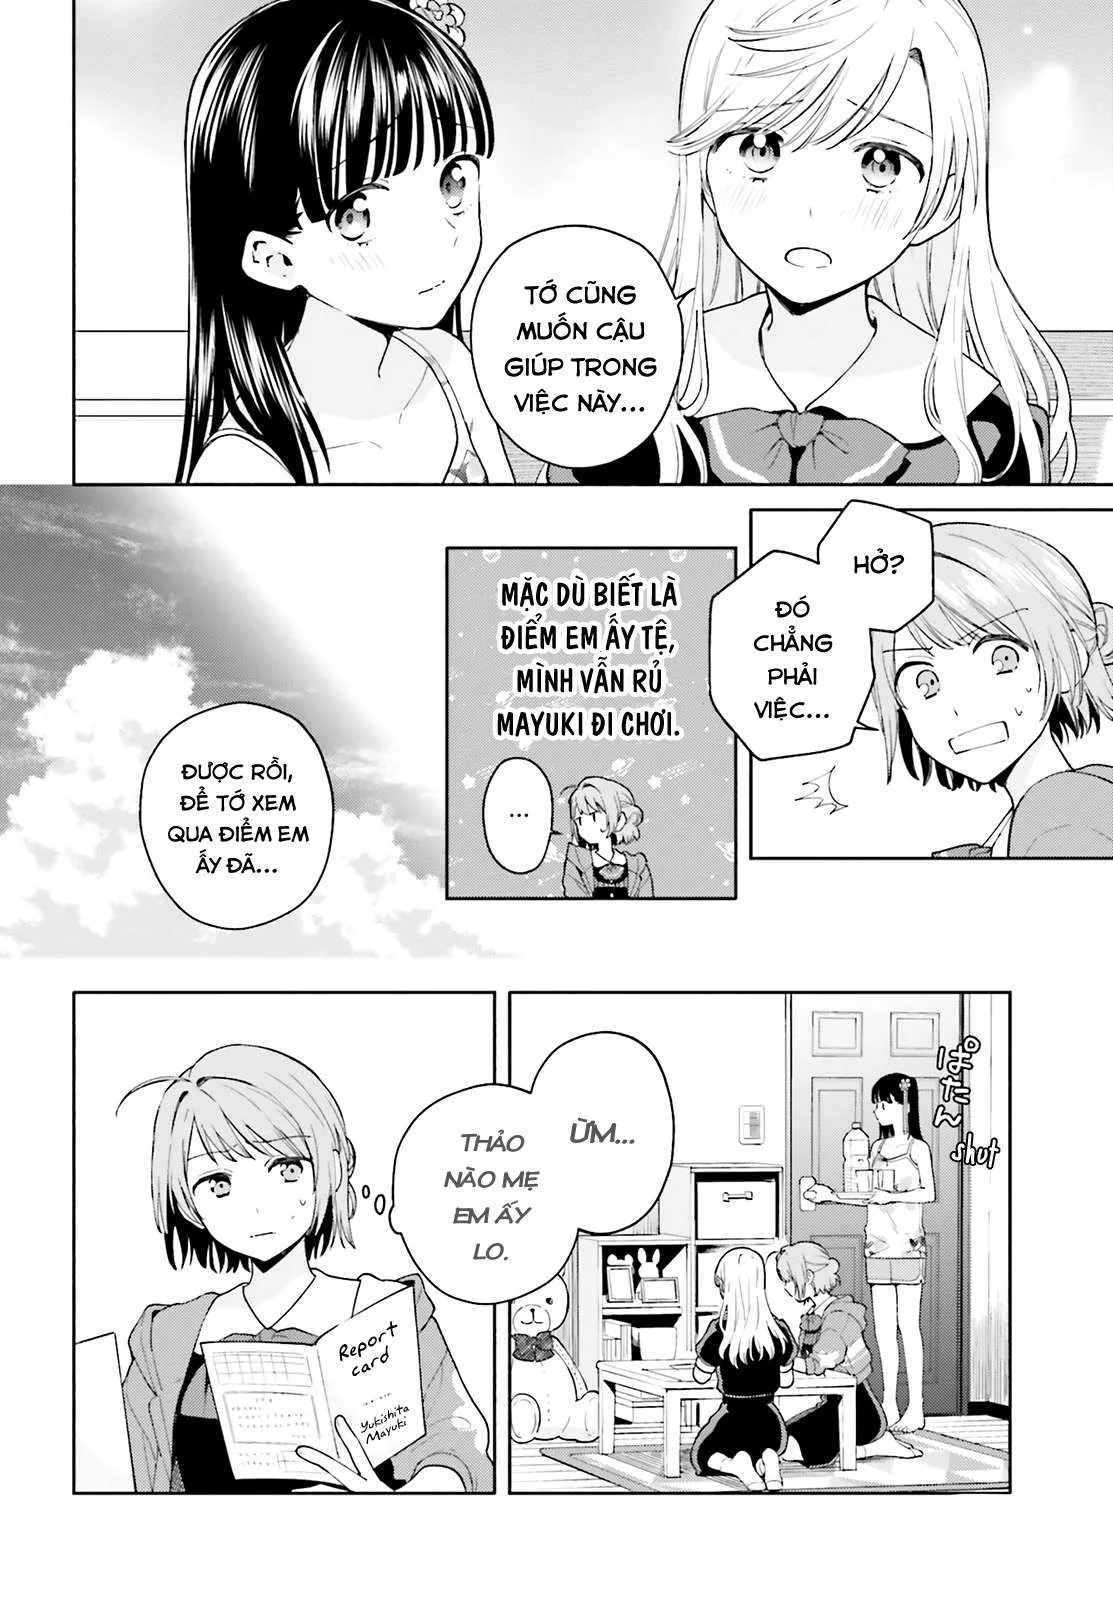 TỚ CŨNG
MUỐN CẬU
GIÚP TRONG
VIỆC NÀY...
HỞ?
ĐÓ
CHẲNG
PHẢI
VIỆC...
MẶC DÙ BIẾT LÀ
ĐIỂM EM ẤY TỆ,
MÌNH VẪN RỦ
MAYUKI ĐI CHƠI.
...
ĐƯỢC RỒI,
ĐỂ TỚ XEM
QUA ĐIỂM EM
ẤY ĐÃ...
ぱたん
shut
ỪM...
THẢO
NÀO MẸ
EM ẤY
LO.
Report
card
Yukishita
Mayuki